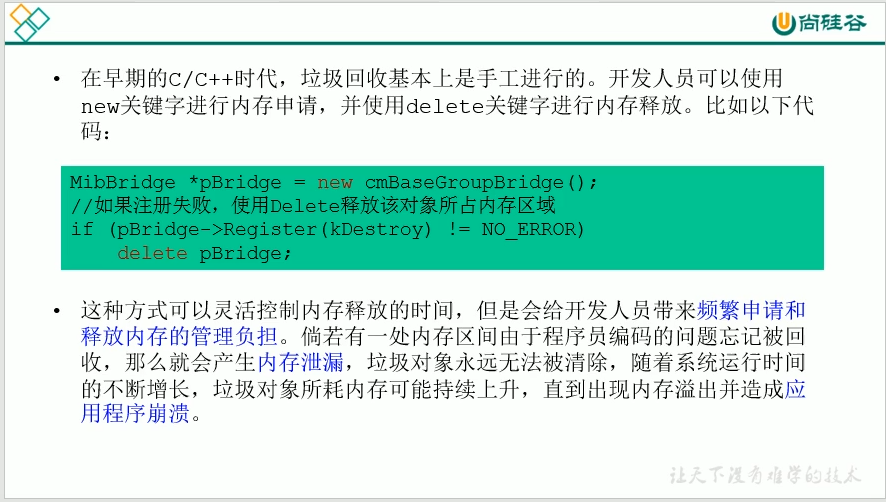 尚硅谷
• 在早期的C/C++时代，垃圾回收基本上是手工进行的。开发人员可以使用
new关键字进行内存申请，并使用delete关键字进行内存释放。比如以下代
码：
MibBridge *pBridge = new cmBaseGroupBridge();
//如果注册失败，使用Delete释放该对象所占内存区域
if (pBridge->Register(kDestroy) != NO_ERROR)
    delete pBridge;
• 这种方式可以灵活控制内存释放的时间，但是会给开发人员带来频繁申请和
释放内存的管理负担。倘若有一处内存区间由于程序员编码的问题忘记被回
收，那么就会产生内存泄漏，垃圾对象永远无法被清除，随着系统运行时间
的不断增长，垃圾对象所耗内存可能持续上升，直到出现内存溢出并造成应
用程序崩溃。
让天下没有难学的技术